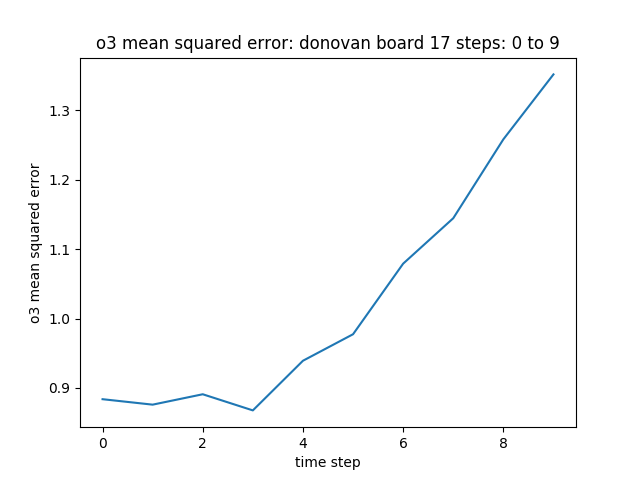 o3 mean squared error: donovan board 17 steps: 0 to 9
1.3
1.2
1.1
1.0
0.9
o3 mean squared error
0 2 4 6 8
time step